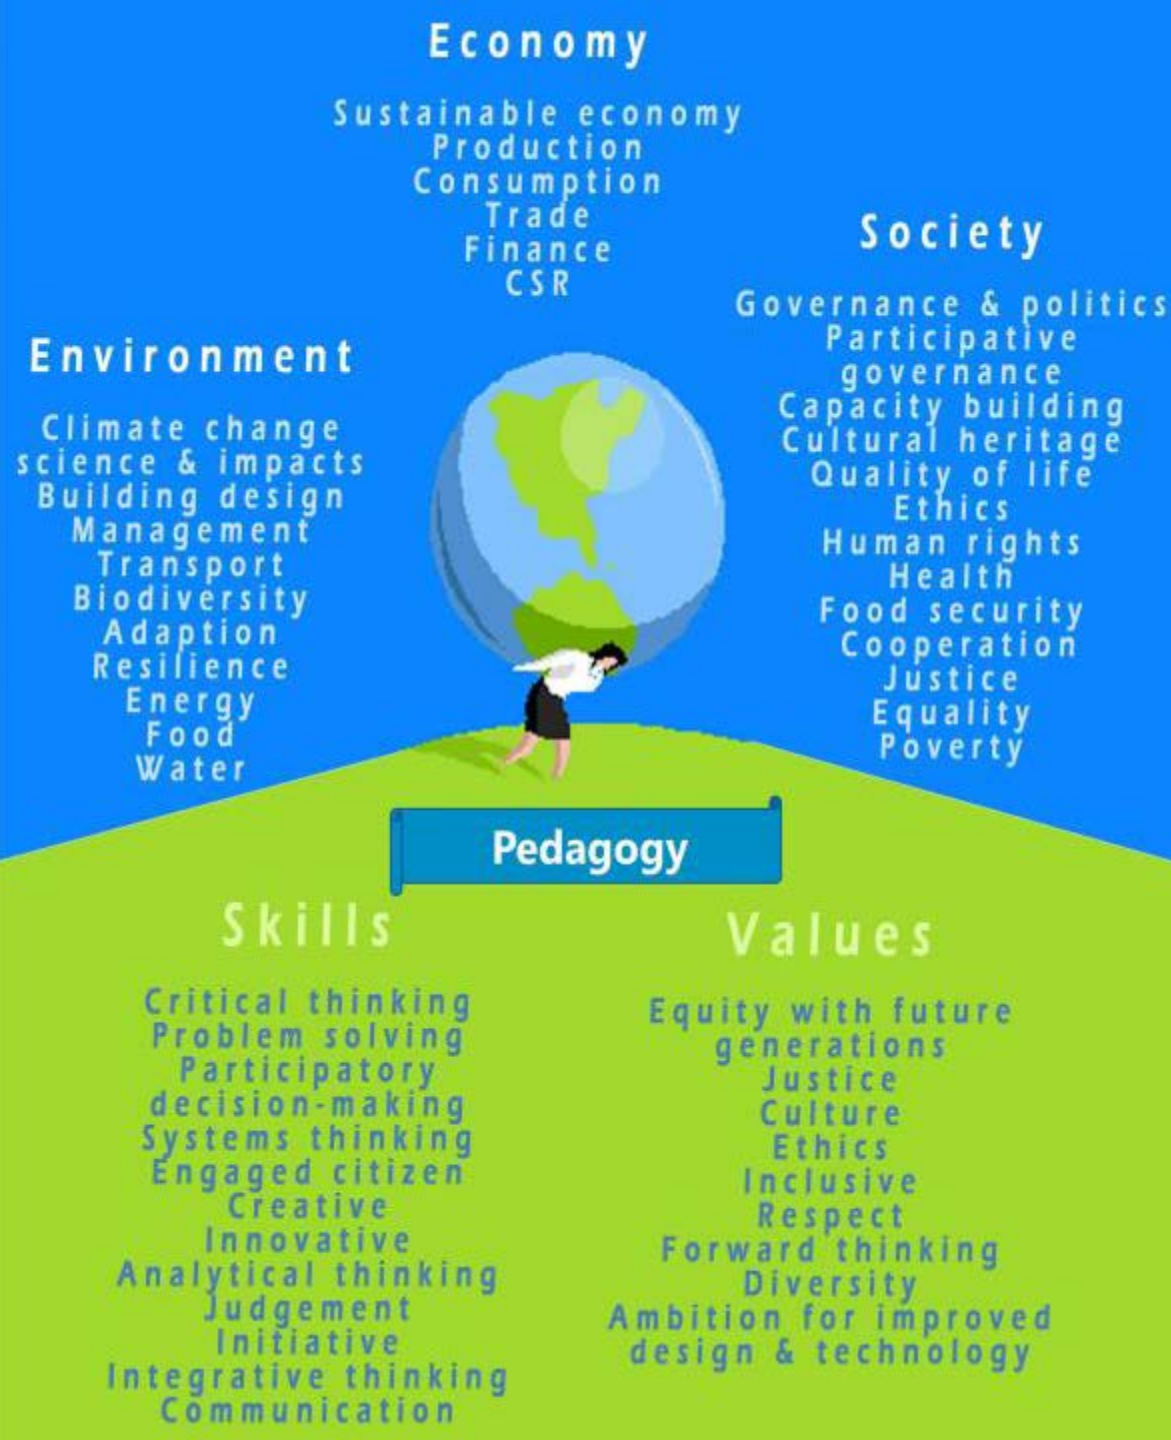 Economy
Sustainable economy
Production
Consumption
Trade
Finance
CSR
Society
Governance & politics
Participative
governance
Capacity building
Cultural heritage
Quality of life
Ethics
Human rights
Health
Food security
Cooperation
Justice
Equality
Poverty
Environment
Climate change
science & impacts
Building design
Management
Transport
Biodiversity
Adaption
Resilience
Energy
Food
Water
Pedagogy
Skills
Critical thinking
Problem solving
Participatory
decision-making
Systems thinking
Engaged citizen
Creative
Innovative
Analytical thinking
Judgement
Initiative
Integrative thinking
Communication
Values
Equity with future
generations
Justice
Culture
Ethics
Inclusive
Respect
Forward thinking
Diversity
Ambition for improved
design & technology